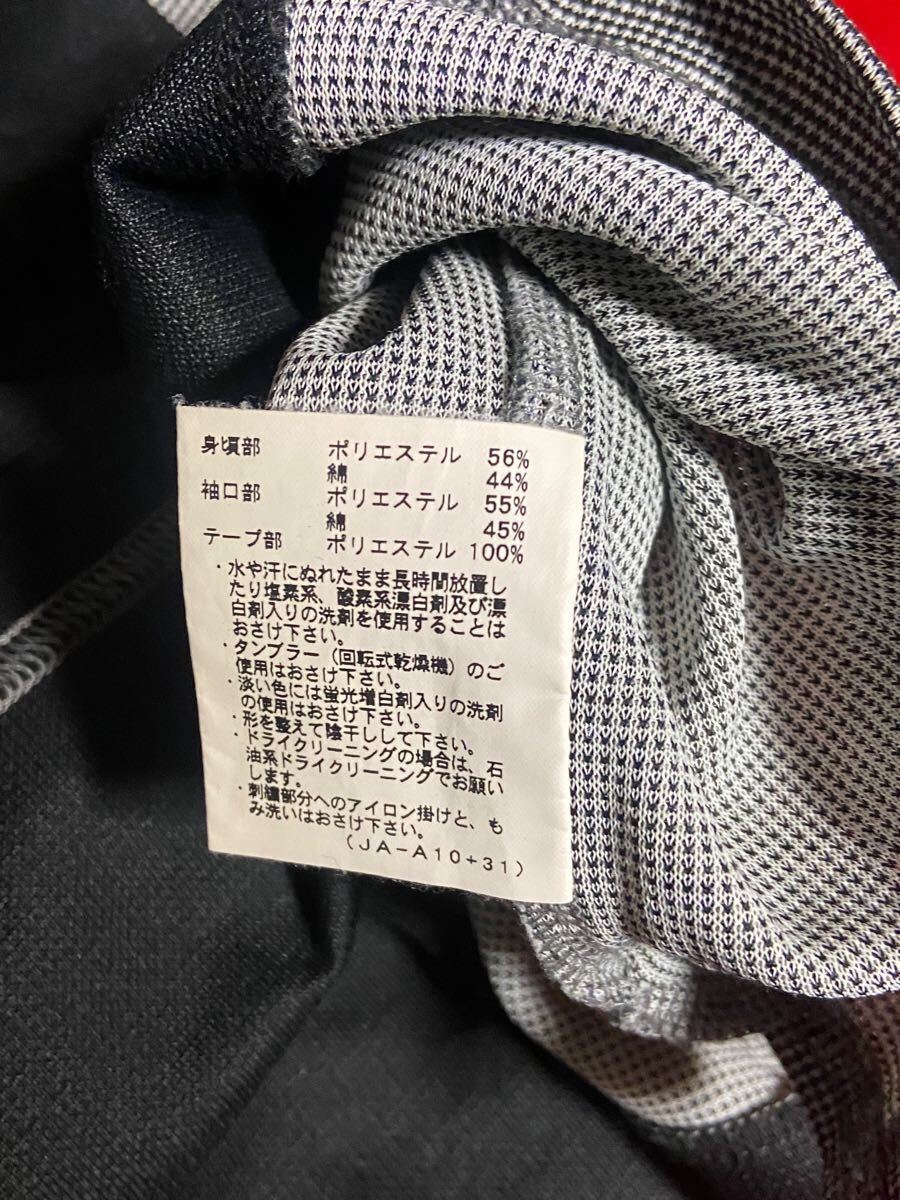 身頃部 ポリエステル 56%
綿 44%
袖口部 ポリエステル 55%
綿 45%
テープ部 ポリエステル 100%
・水や汗にぬれたまま長時間放置し
たり塩素系、酸素系漂白剤及び漂
白剤入りの洗剤を使用することは
おさけ下さい。
・タンブラー（回転式乾燥機）のご
使用はおさけ下さい。
・淡い色には蛍光増白剤入りの洗剤
の使用はおさけ下さい。
・形を整えて陰干しして下さい。
・ドライクリーニングの場合は、石
油系ドライクリーニングでお願い
します。
・刺繍部分へのアイロン掛けと、も
み洗いはおさけ下さい。
（JA－A10＋31）